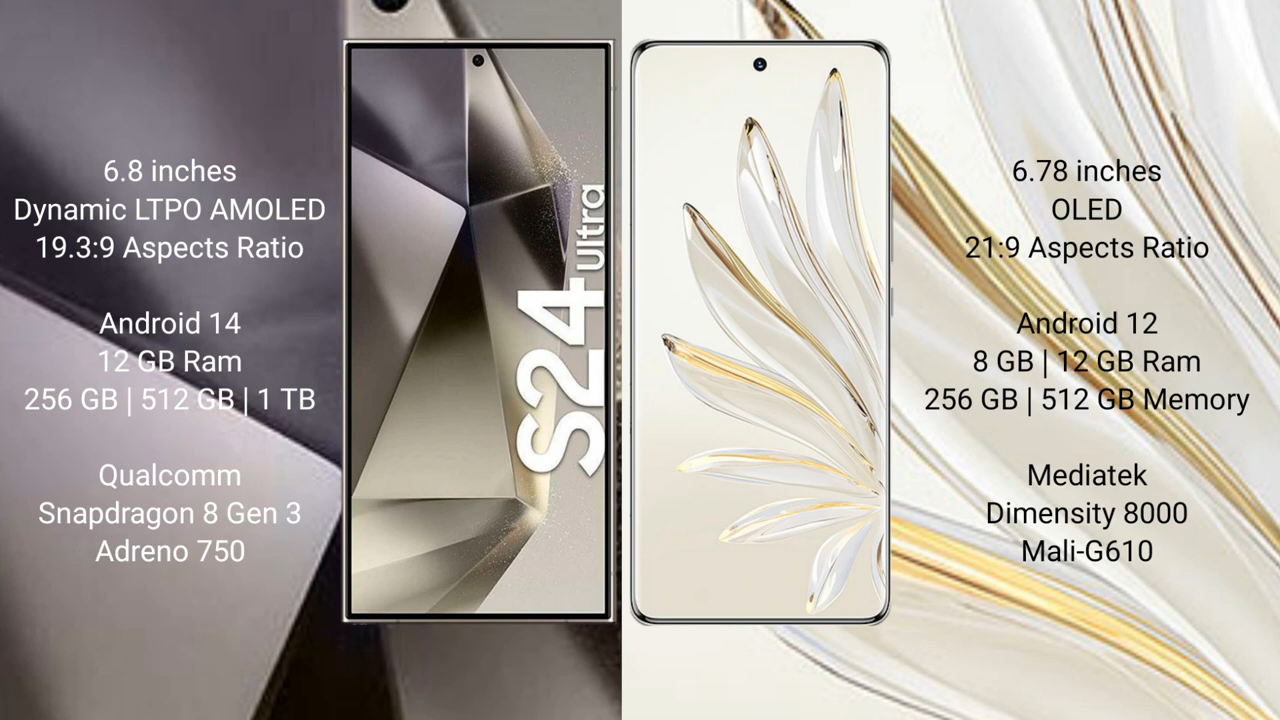 6.8 inches
Dynamic LTPO AMOLED
19.3:9 Aspects Ratio
Android 14
12 GB Ram
256 GB | 512 GB | 1 TB
Qualcomm
Snapdragon 8 Gen 3
Adreno 750
S24 Ultra
6.78 inches
OLED
21:9 Aspects Ratio
Android 12
8 GB | 12 GB Ram
256 GB | 512 GB Memory
Mediatek
Dimensity 8000
Mali-G610